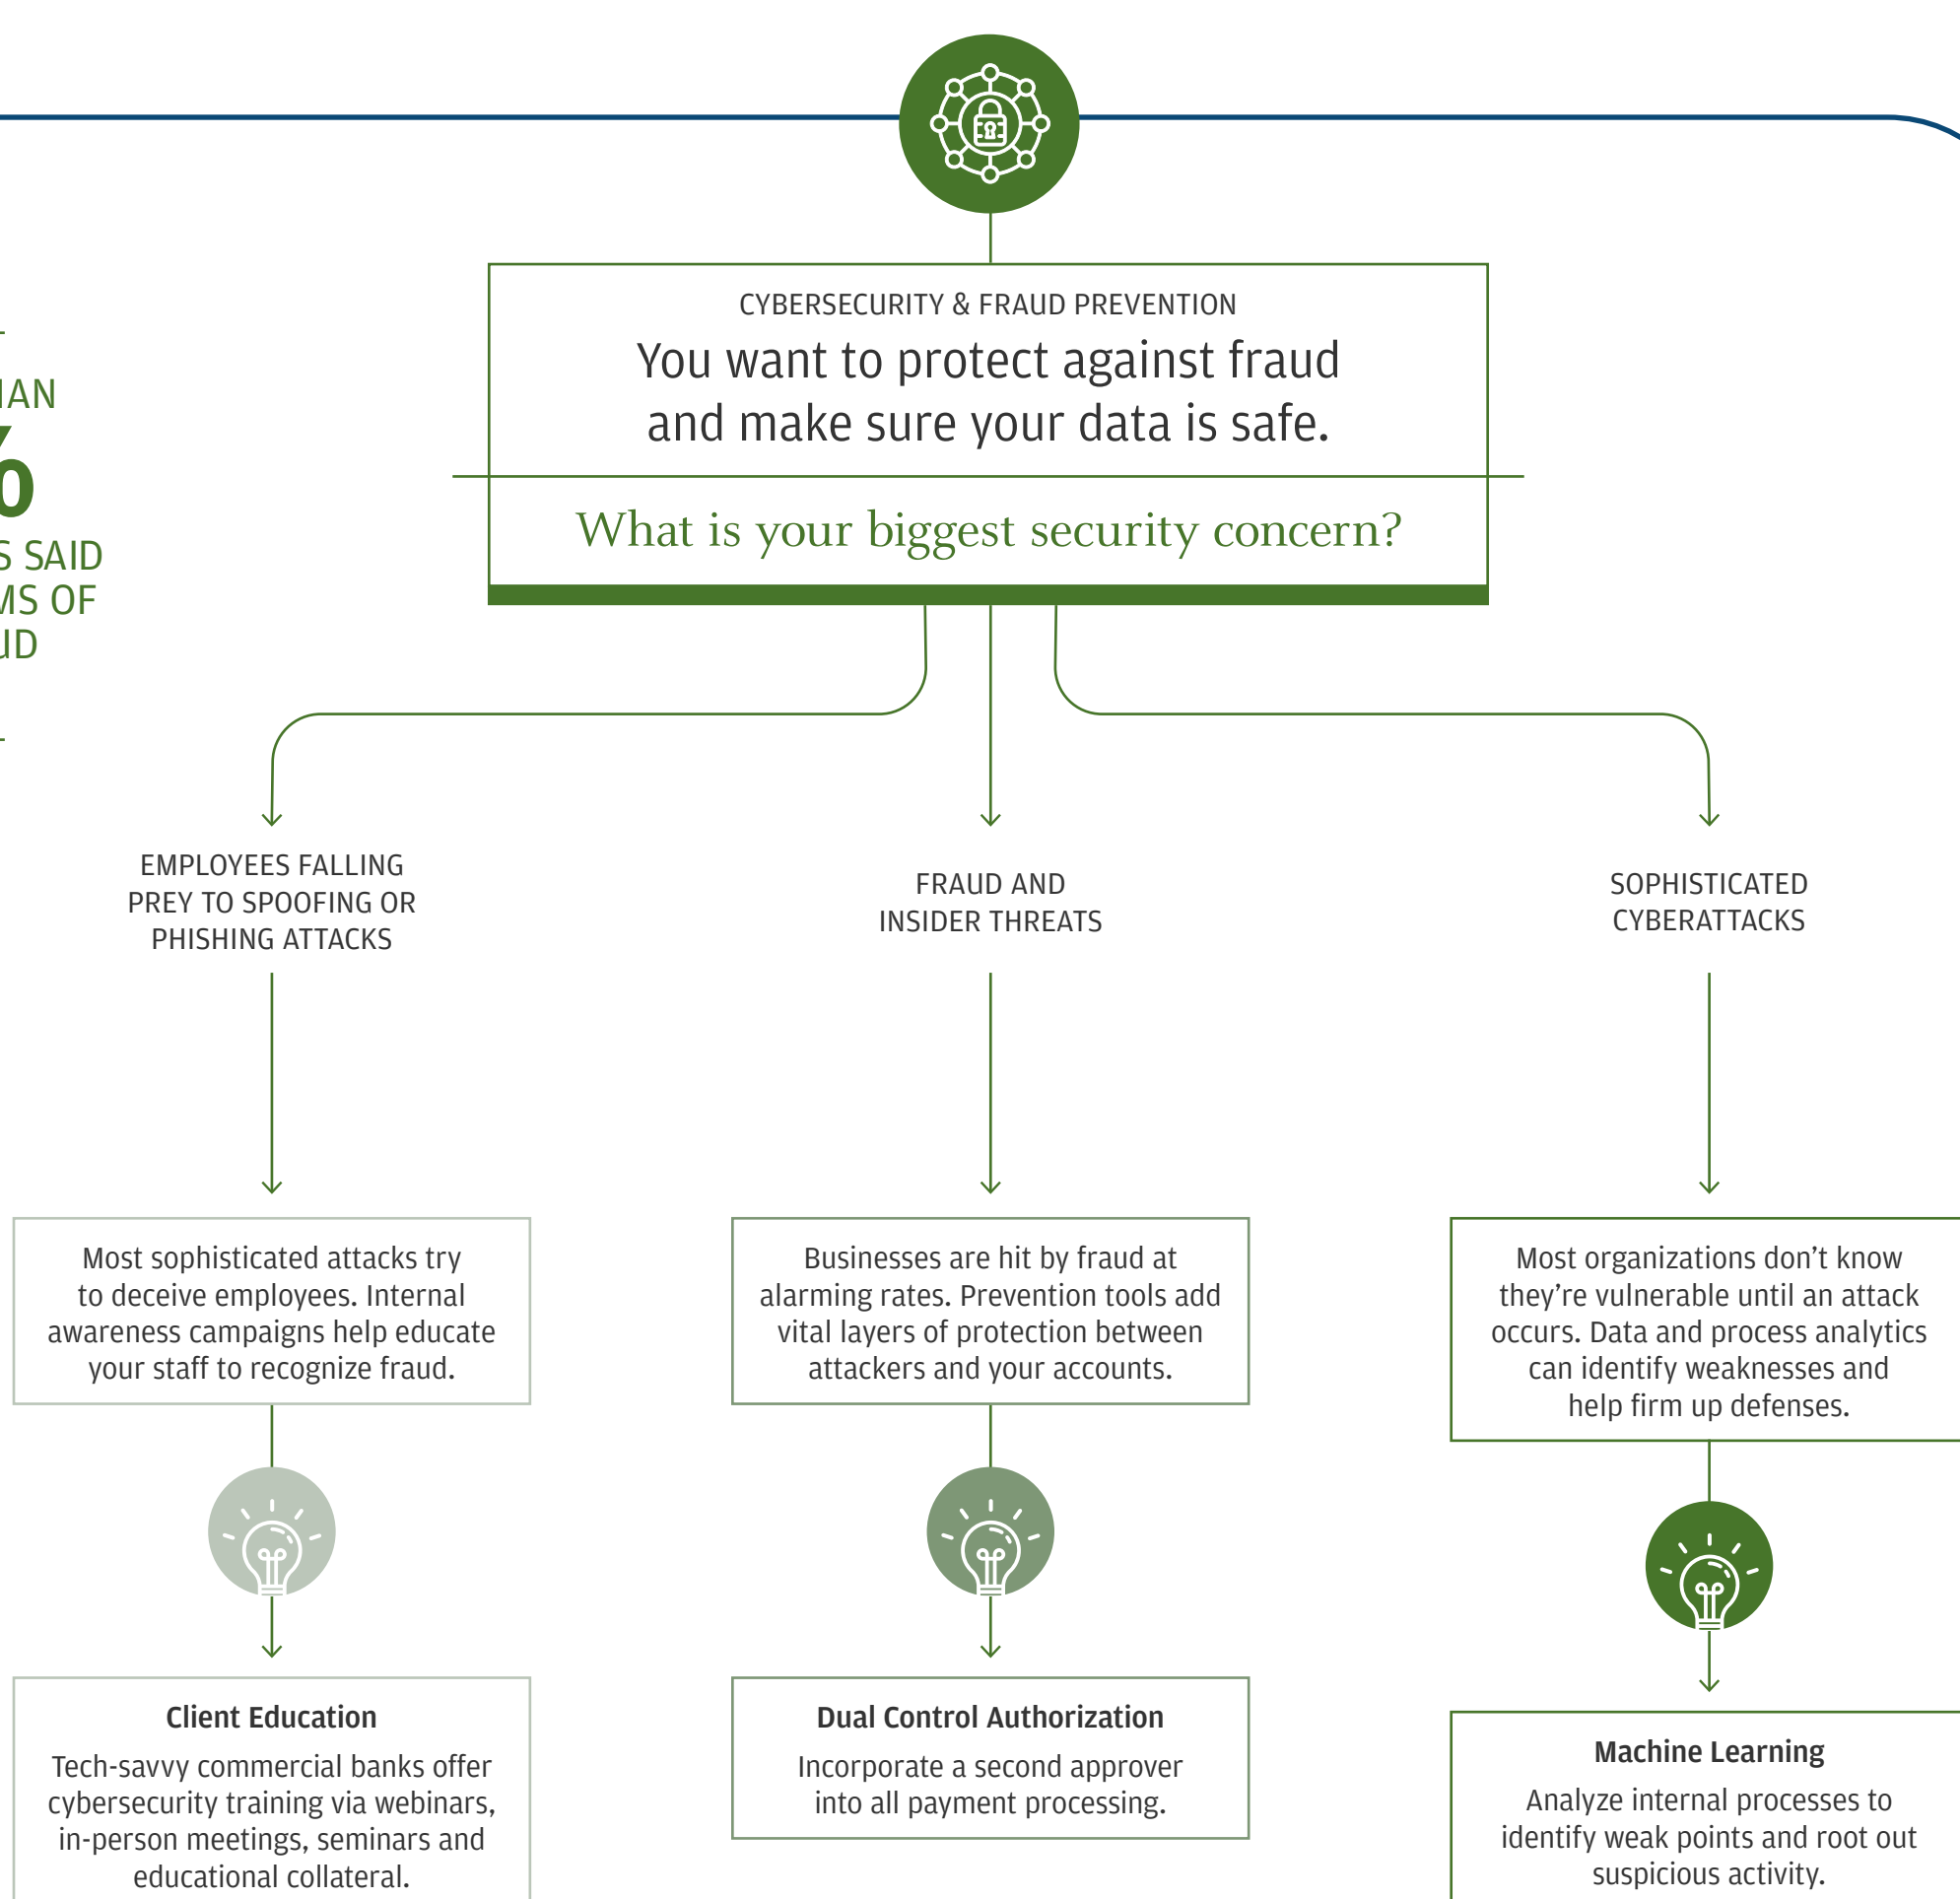 CYBERSECURITY & FRAUD PREVENTION
You want to protect against fraud
and make sure your data is safe.
What is your biggest security concern?
%
SAID
OF
EMPLOYEES FALLING
PREY TO SPOOFING OR
PHISHING ATTACKS
FRAUD AND
INSIDER THREATS
SOPHISTICATED
CYBERATTACKS
Most sophisticated attacks try
to deceive employees. Internal
awareness campaigns help educate
your staff to recognize fraud.
Businesses are hit by fraud at
alarming rates. Prevention tools add
vital layers of protection between
attackers and your accounts.
Most organizations don’t know
they’re vulnerable until an attack
occurs. Data and process analytics
can identify weaknesses and
help firm up defenses.
Client Education
Tech-savvy commercial banks offer
cybersecurity training via webinars,
in-person meetings, seminars and
educational collateral.
Dual Control Authorization
Incorporate a second approver
into all payment processing.
Machine Learning
Analyze internal processes to
identify weak points and root out
suspicious activity.